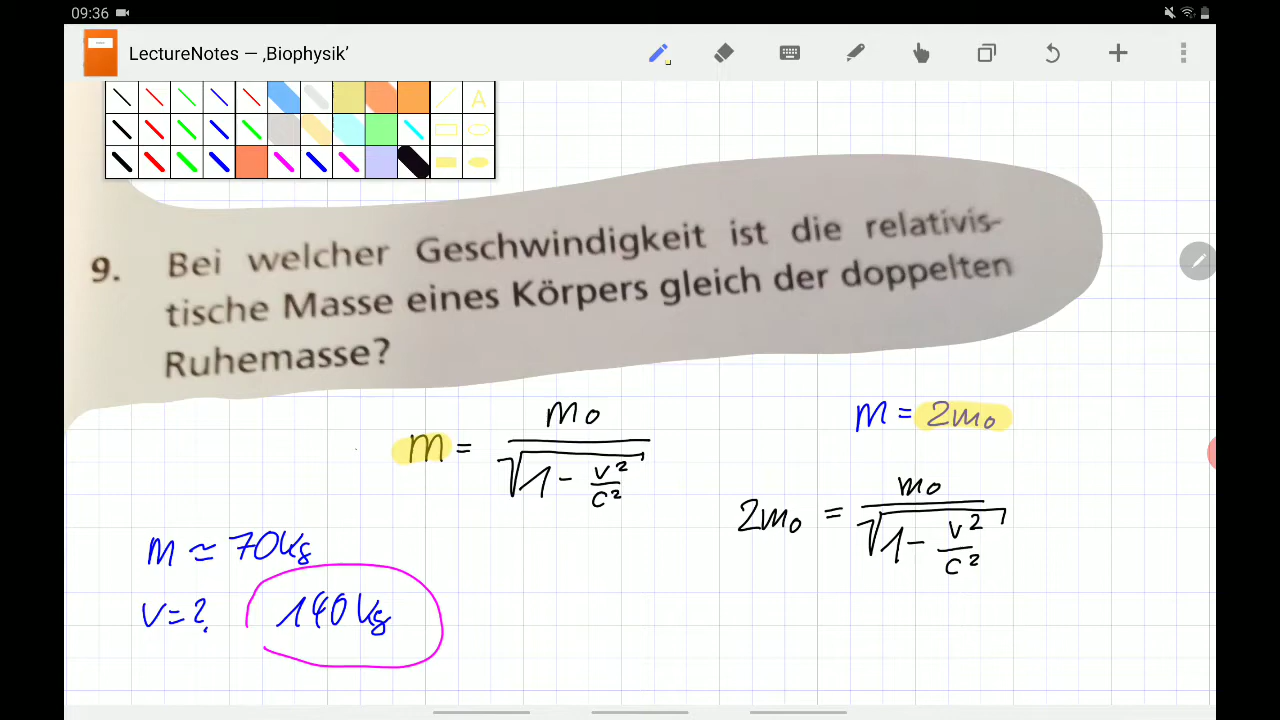 09:36
LectureNotes — ‚Biophysik‘
A
9. Bei welcher Geschwindigkeit ist die relativis-
tische Masse eines Körpers gleich der doppelten
Ruhemasse?
m = m₀ / √(1 - v²/c²)
m = 2m₀
2m₀ = m₀ / √(1 - v²/c²)
m ≃ 70kg
v = ? 140kg